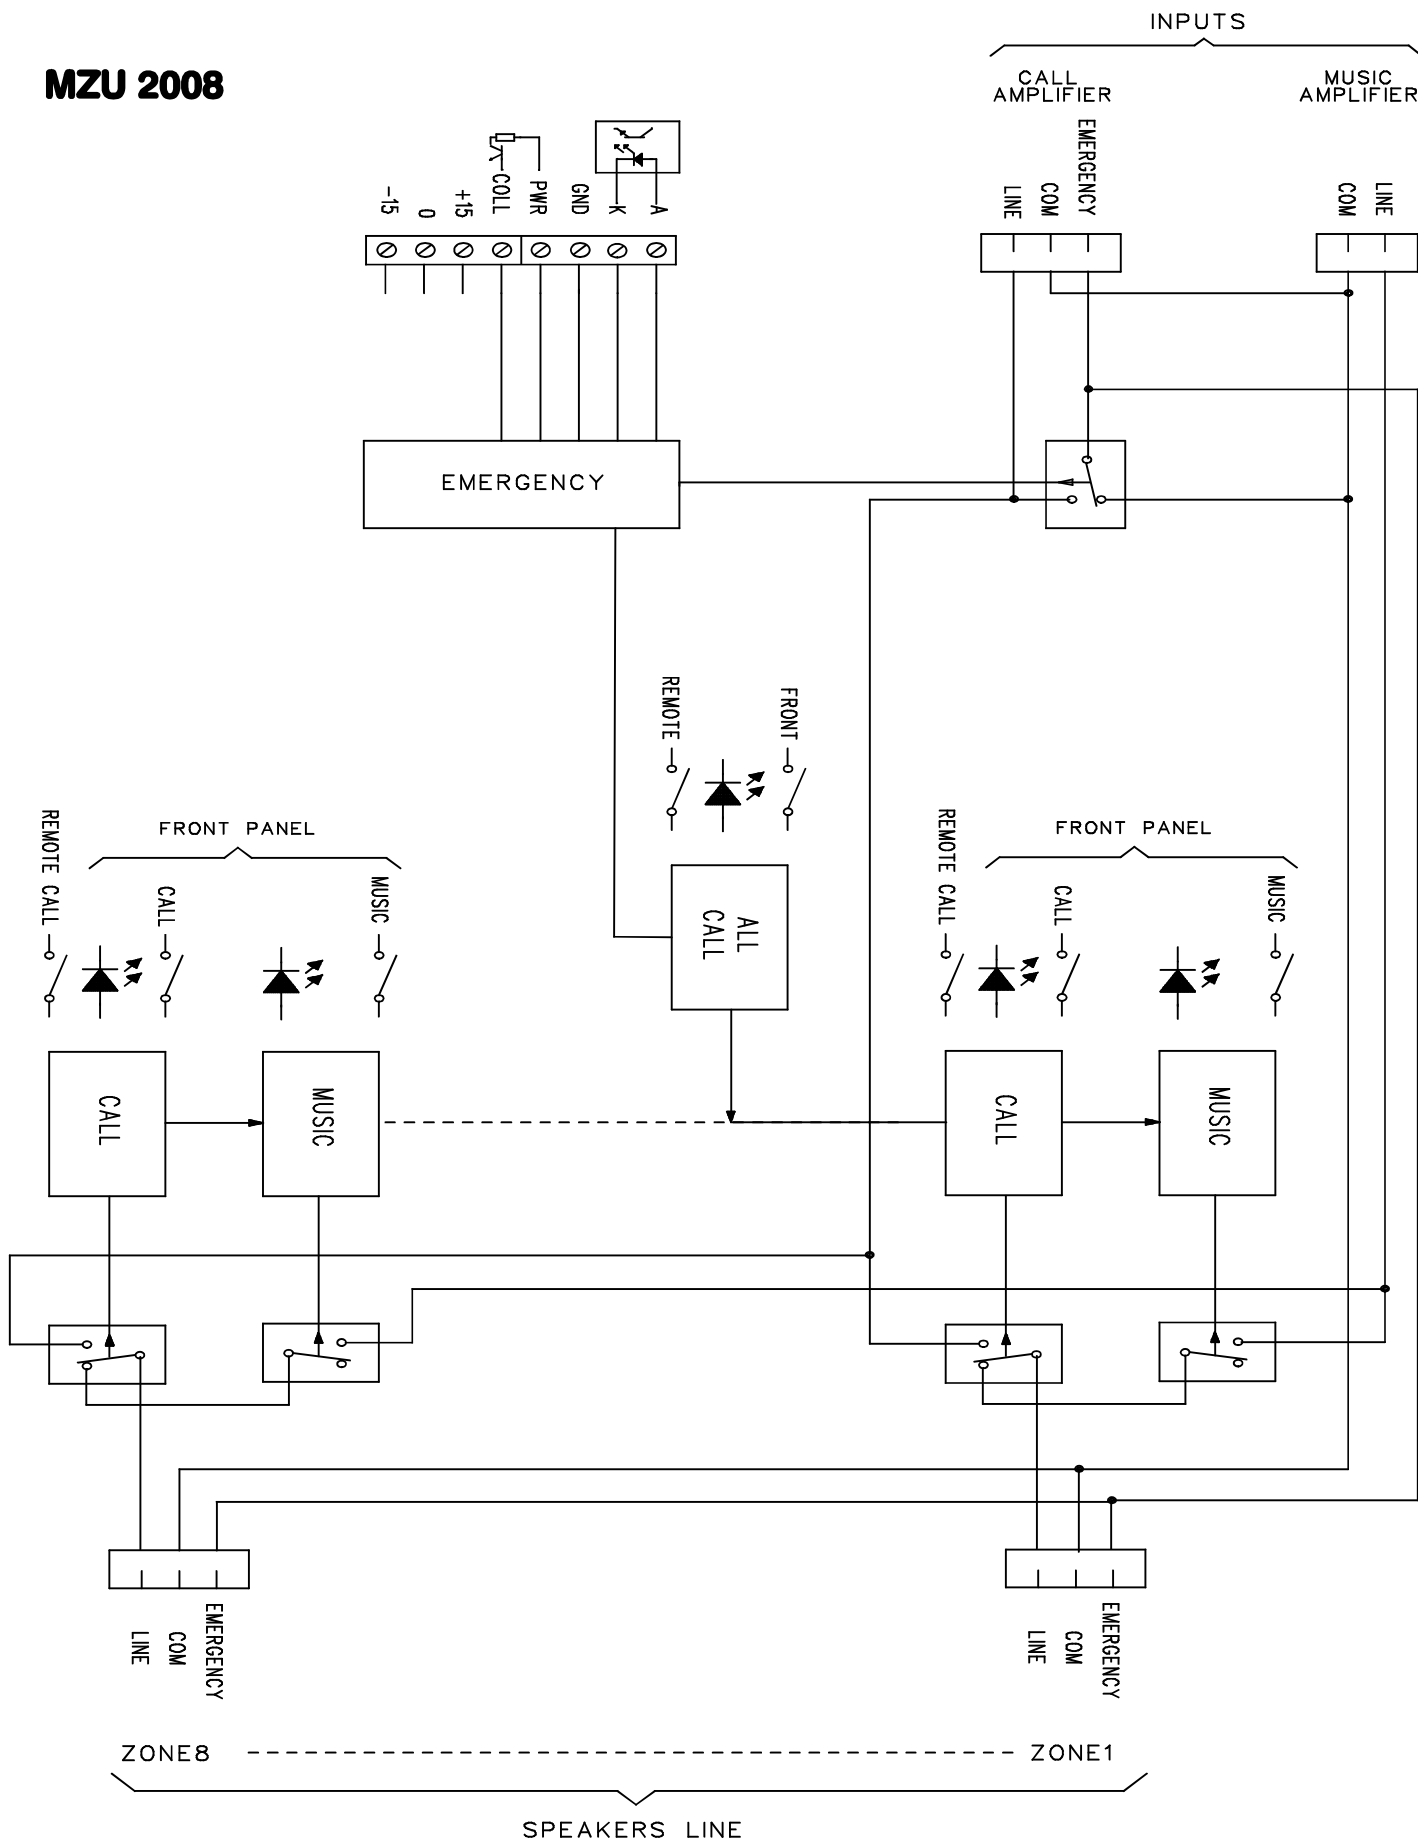 INPUTS
MZU 2008
CALL
AMPLIFIER
MUSIC
AMPLIFIER
-15
0
+15
COLL
PWR
GND
K
A
LINE
COM
EMERGENCY
COM
LINE
EMERGENCY
REMOTE
FRONT
REMOTE CALL
FRONT PANEL
CALL
MUSIC
ALL
CALL
REMOTE CALL
FRONT PANEL
CALL
MUSIC
CALL
MUSIC
CALL
MUSIC
LINE
COM
EMERGENCY
LINE
COM
EMERGENCY
ZONE8
ZONE1
SPEAKERS LINE